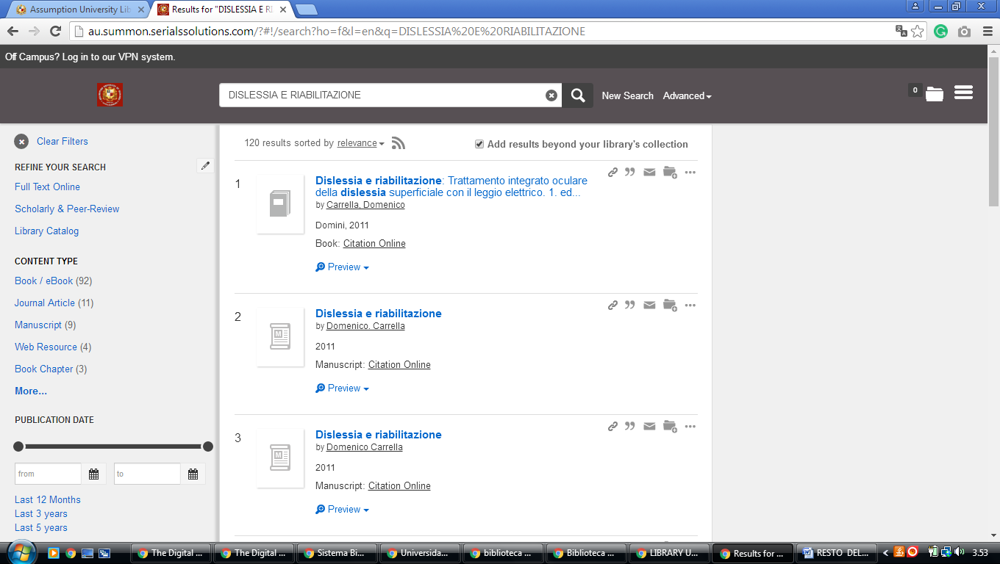 Assumption University Lib
Results for "DISLESSIA E RI
au.summon.serialssolutions.com/?#!/search?ho=f&l=en&q=DISLESSIA%20E%20RIABILITAZIONE
Off Campus? Log in to our VPN system.
DISLESSIA E RIABILITAZIONE
New Search
Advanced
0
Clear Filters
REFINE YOUR SEARCH
Full Text Online
Scholarly & Peer-Review
Library Catalog
CONTENT TYPE
Book / eBook (92)
Journal Article (11)
Manuscript (9)
Web Resource (4)
Book Chapter (3)
More...
PUBLICATION DATE
from
to
Last 12 Months
Last 3 years
Last 5 years
120 results sorted by relevance
Add results beyond your library's collection
1
Dislessia e riabilitazione: Trattamento integrato oculare
della dislessia superficiale con il leggio elettrico. 1. ed...
by Carrella, Domenico
Domini, 2011
Book: Citation Online
Preview
2
Dislessia e riabilitazione
by Domenico. Carrella
2011
Manuscript: Citation Online
Preview
3
Dislessia e riabilitazione
by Domenico Carrella
2011
Manuscript: Citation Online
Preview
The Digital ...
The Digital ...
Sistema Bi...
Universida...
biblioteca ...
Biblioteca ...
LIBRARY U...
Results for ...
RESTO DEL...
3.53